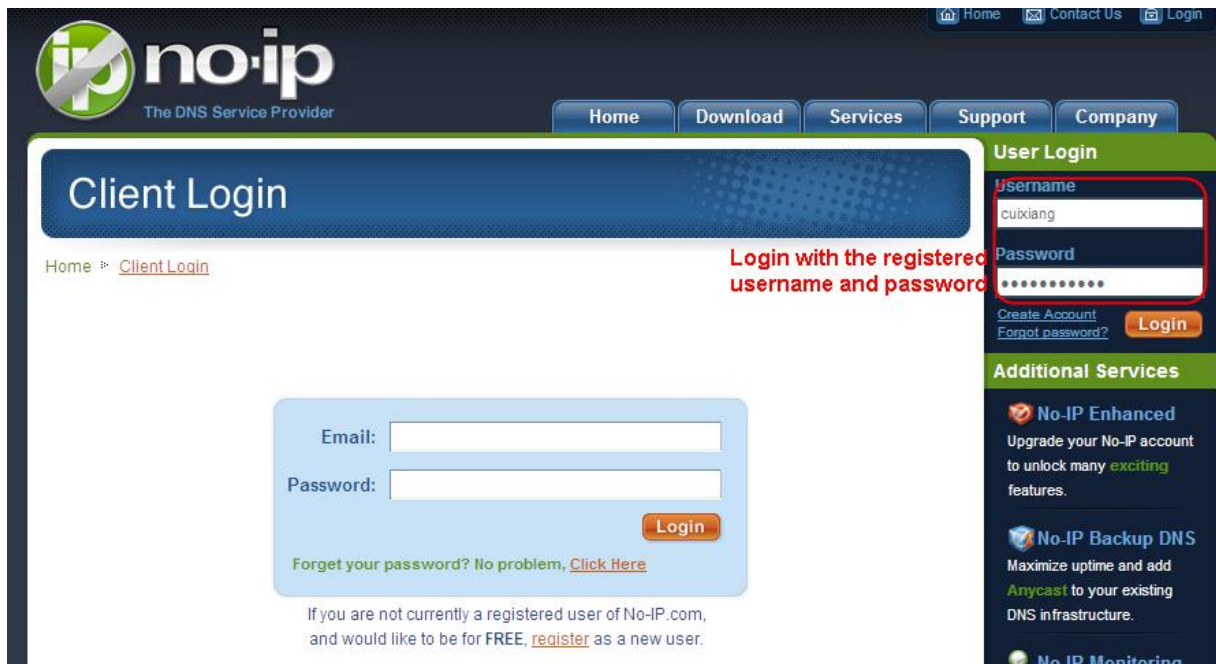 Home Contact Us Login
no-ip
The DNS Service Provider
Home Download Services Support Company
Client Login
Home Client Login
Login with the registered
username and password
User Login
Username
cuixiang
Password
•••••••••••
Create Account
Forgot password?
Login
Email:
Password:
Login
Forget your password? No problem, Click Here
If you are not currently a registered user of No-IP.com,
and would like to be for FREE, register as a new user.
Additional Services
No-IP Enhanced
Upgrade your No-IP account
to unlock many exciting
features.
No-IP Backup DNS
Maximize uptime and add
Anycast to your existing
DNS infrastructure.
No-IP Monitoring